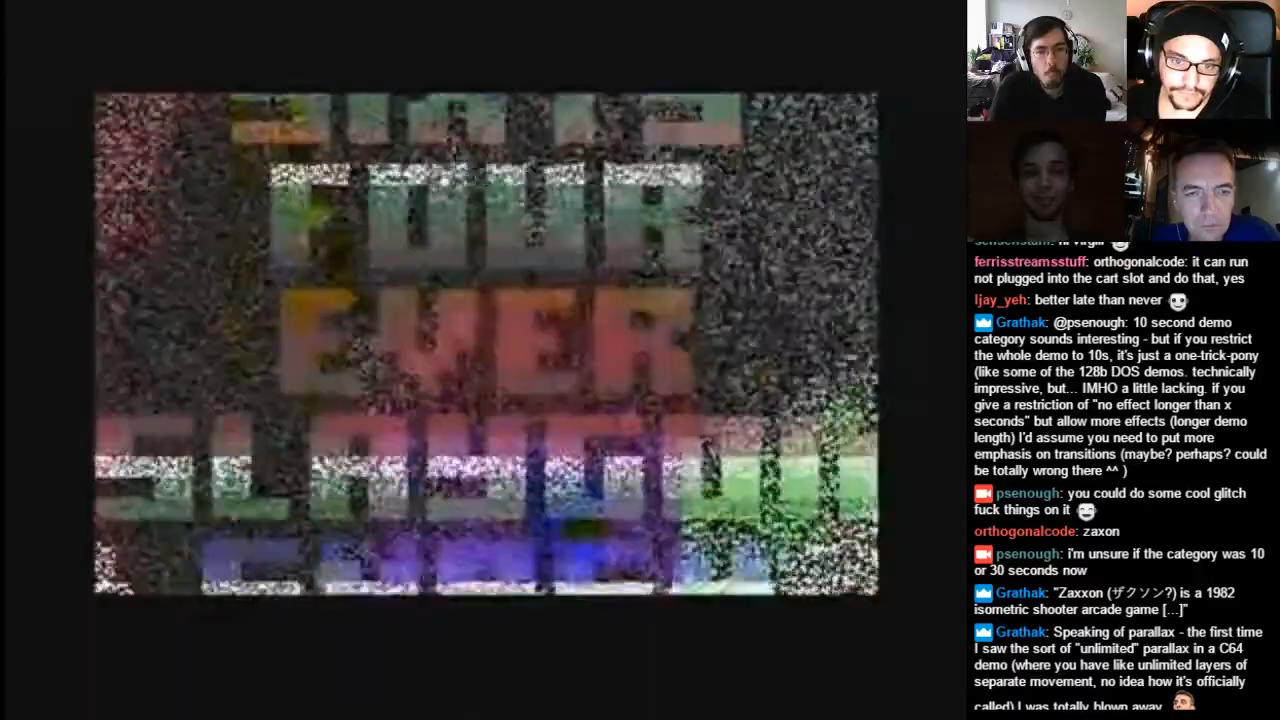 FOUR
EVER
ferrisstreamsstuff: orthogonalcode: it can run
not plugged into the cart slot and do that, yes
ljay_yeh: better late than never
Grathak: @psenough: 10 second demo
category sounds interesting - but if you restrict
the whole demo to 10s, it's just a one-trick-pony
(like some of the 128b DOS demos. technically
impressive, but... IMHO a little lacking. if you
give a restriction of "no effect longer than x
seconds" but allow more effects (longer demo
length) I'd assume you need to put more
emphasis on transitions (maybe? perhaps? could
be totally wrong there ^^ )
psenough: you could do some cool glitch
fuck things on it
orthogonalcode: zaxon
psenough: i'm unsure if the category was 10
or 30 seconds now
Grathak: "Zaxxon (ザクソン?) is a 1982
isometric shooter arcade game [...]"
Grathak: Speaking of parallax - the first time
I saw the sort of "unlimited" parallax in a C64
demo (where you have like unlimited layers of
separate movement, no idea how it's officially
called) I was totally blown away